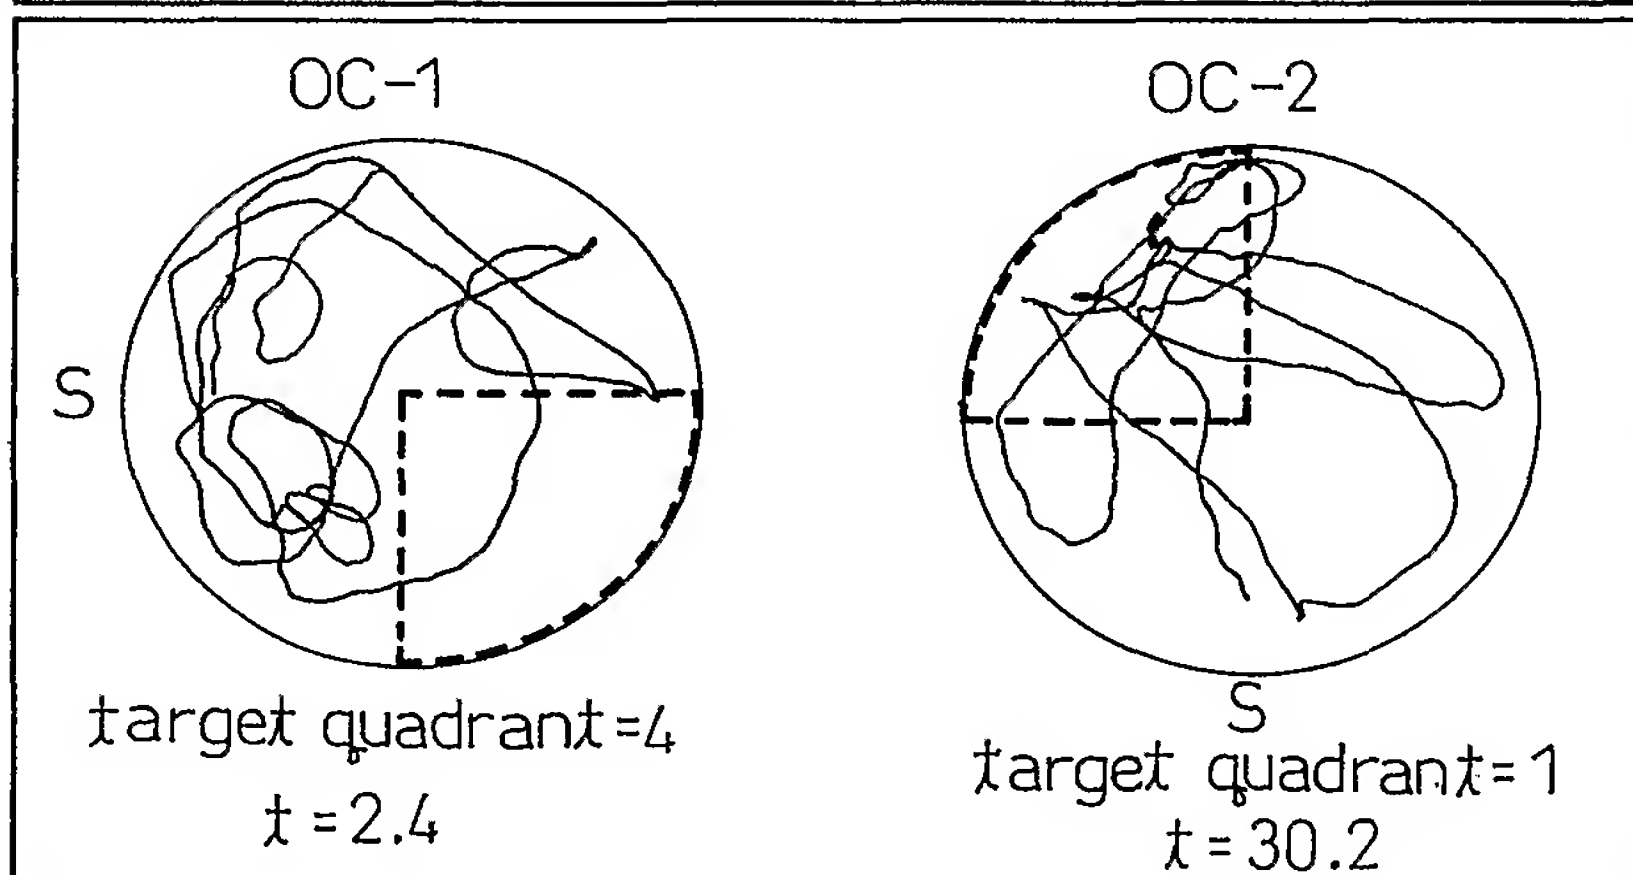 OC-1
S
target quadrant=4
t=2.4
OC-2
S
target quadrant=1
t=30.2